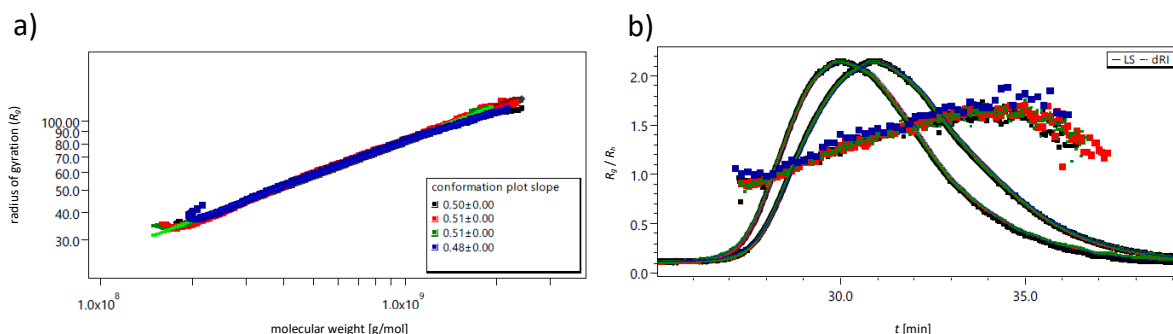 a)
radius of gyration (Rg)
100.00
90.0
80.0
70.0
60.0
50.0
40.0
30.0
conformation plot slope
0.50±0.00
0.51±0.00
0.51±0.00
0.48±0.00
1.0x10⁸
1.0x10⁹
molecular weight [g/mol]
b)
Rg / Rh
2.0
1.5
1.0
0.5
0.0
LS dRI
30.0
35.0
t [min]